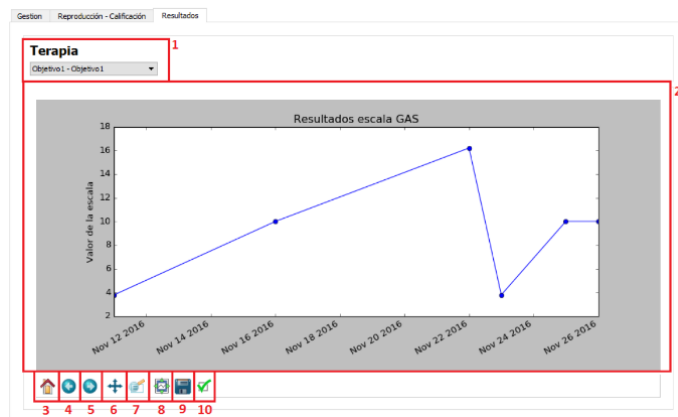 Gestion Reproducción - Calificación Resultados
Terapia
1
Objetivo1 - Objetivo1
2
Resultados escala GAS
Valor de la escala
18
16
14
12
10
8
6
4
2
Nov 12 2016 Nov 14 2016 Nov 16 2016 Nov 18 2016 Nov 20 2016 Nov 22 2016 Nov 24 2016 Nov 26 2016
3 4 5 6 7 8 9 10